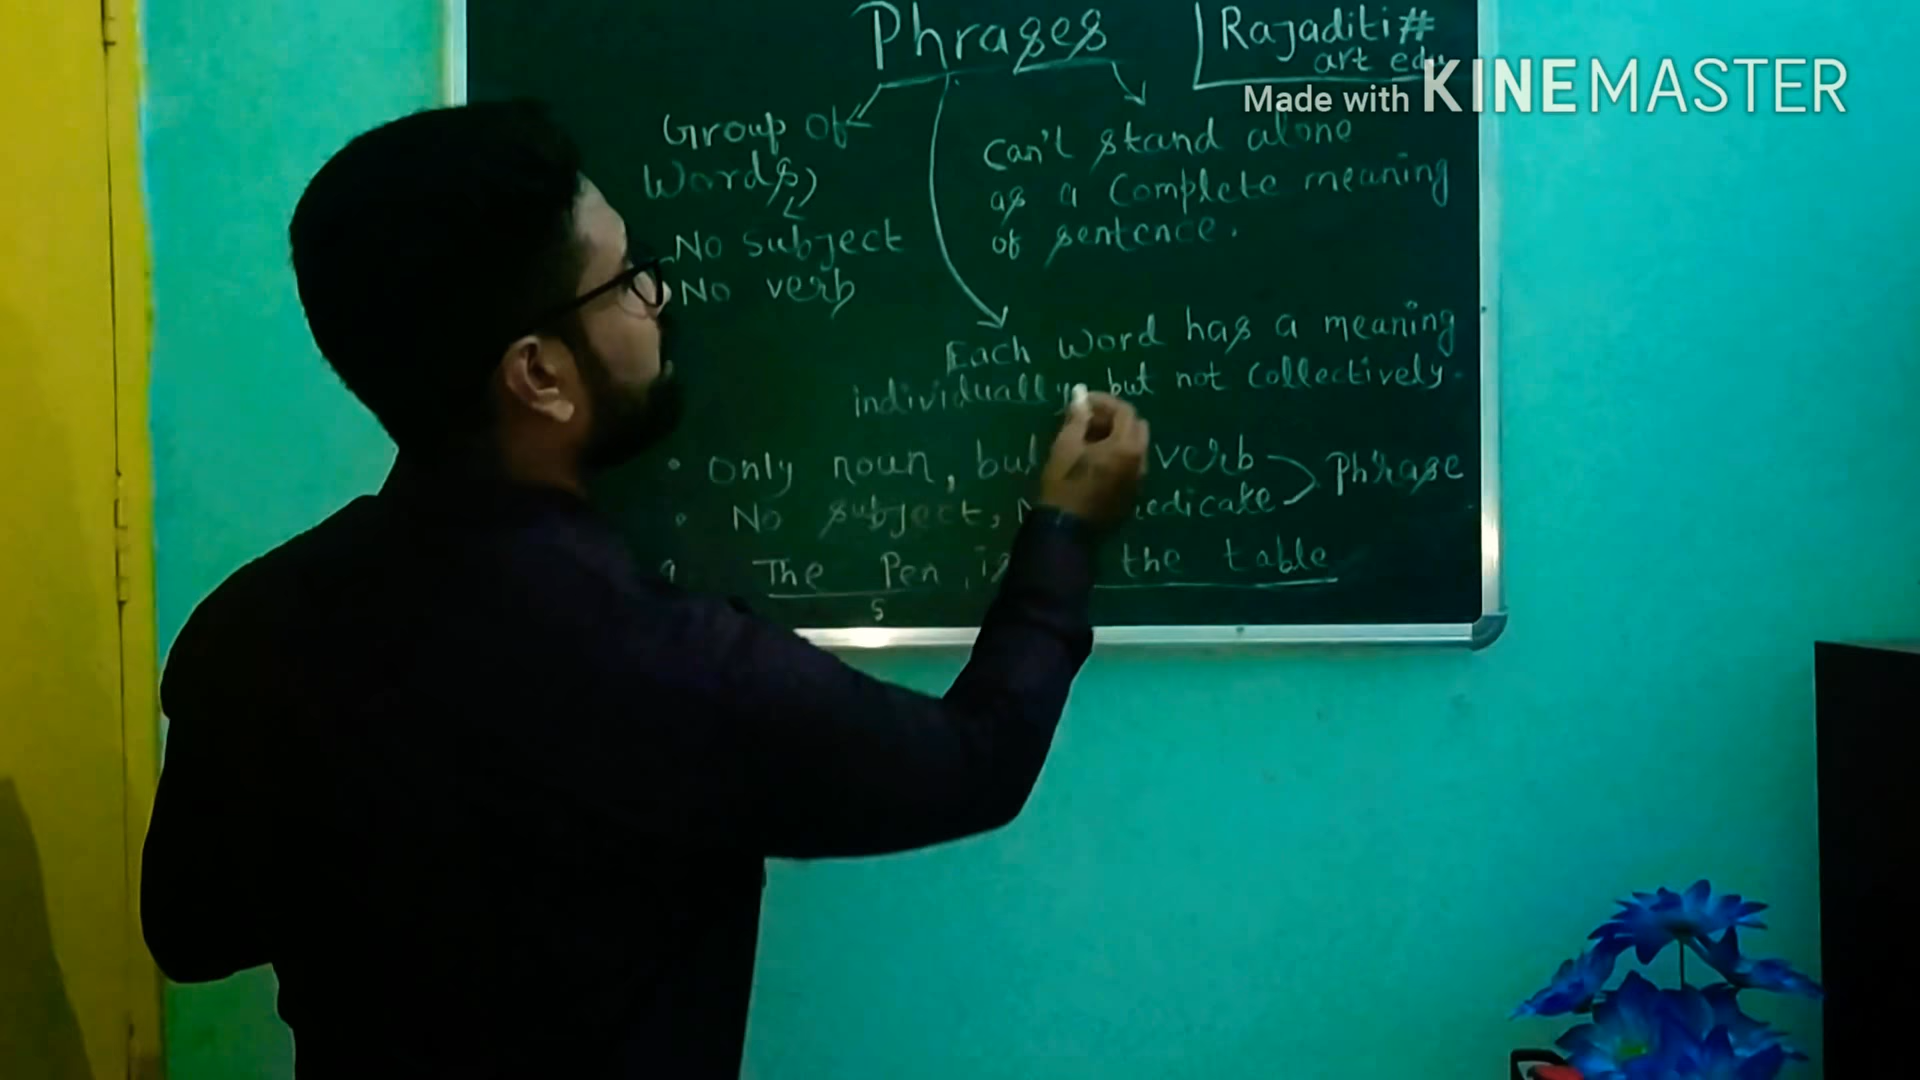 Phrases
Rajaditi#
art edu
Made with KINEMASTER
Group of
Words
No subject
No verb
Can't stand alone
as a Complete meaning
of sentence.
Each word has a meaning
individually but not collectively.
• Only noun, but verb
• No subject, Phrase
The Pen the table
S